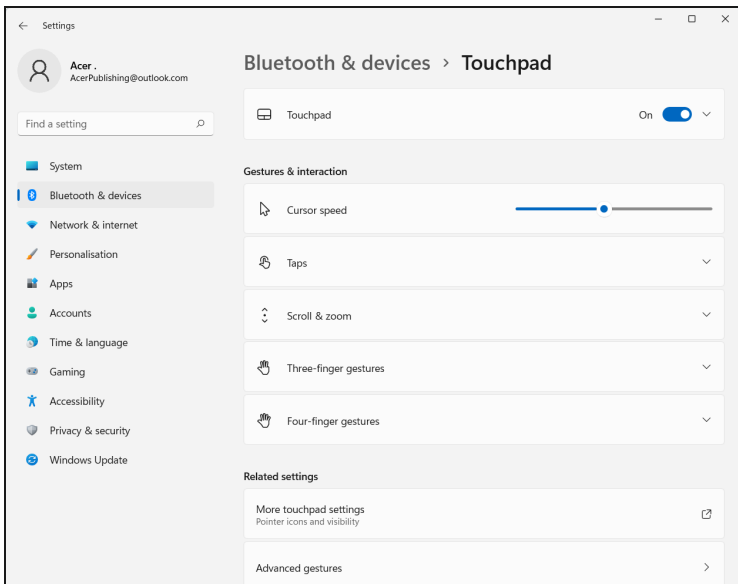 Settings
Acer .
AcerPublishing@outlook.com
Find a setting
System
Bluetooth & devices
Network & internet
Personalisation
Apps
Accounts
Time & language
Gaming
Accessibility
Privacy & security
Windows Update
Bluetooth & devices > Touchpad
Touchpad On
Gestures & interaction
Cursor speed
Taps
Scroll & zoom
Three-finger gestures
Four-finger gestures
Related settings
More touchpad settings
Pointer icons and visibility
Advanced gestures